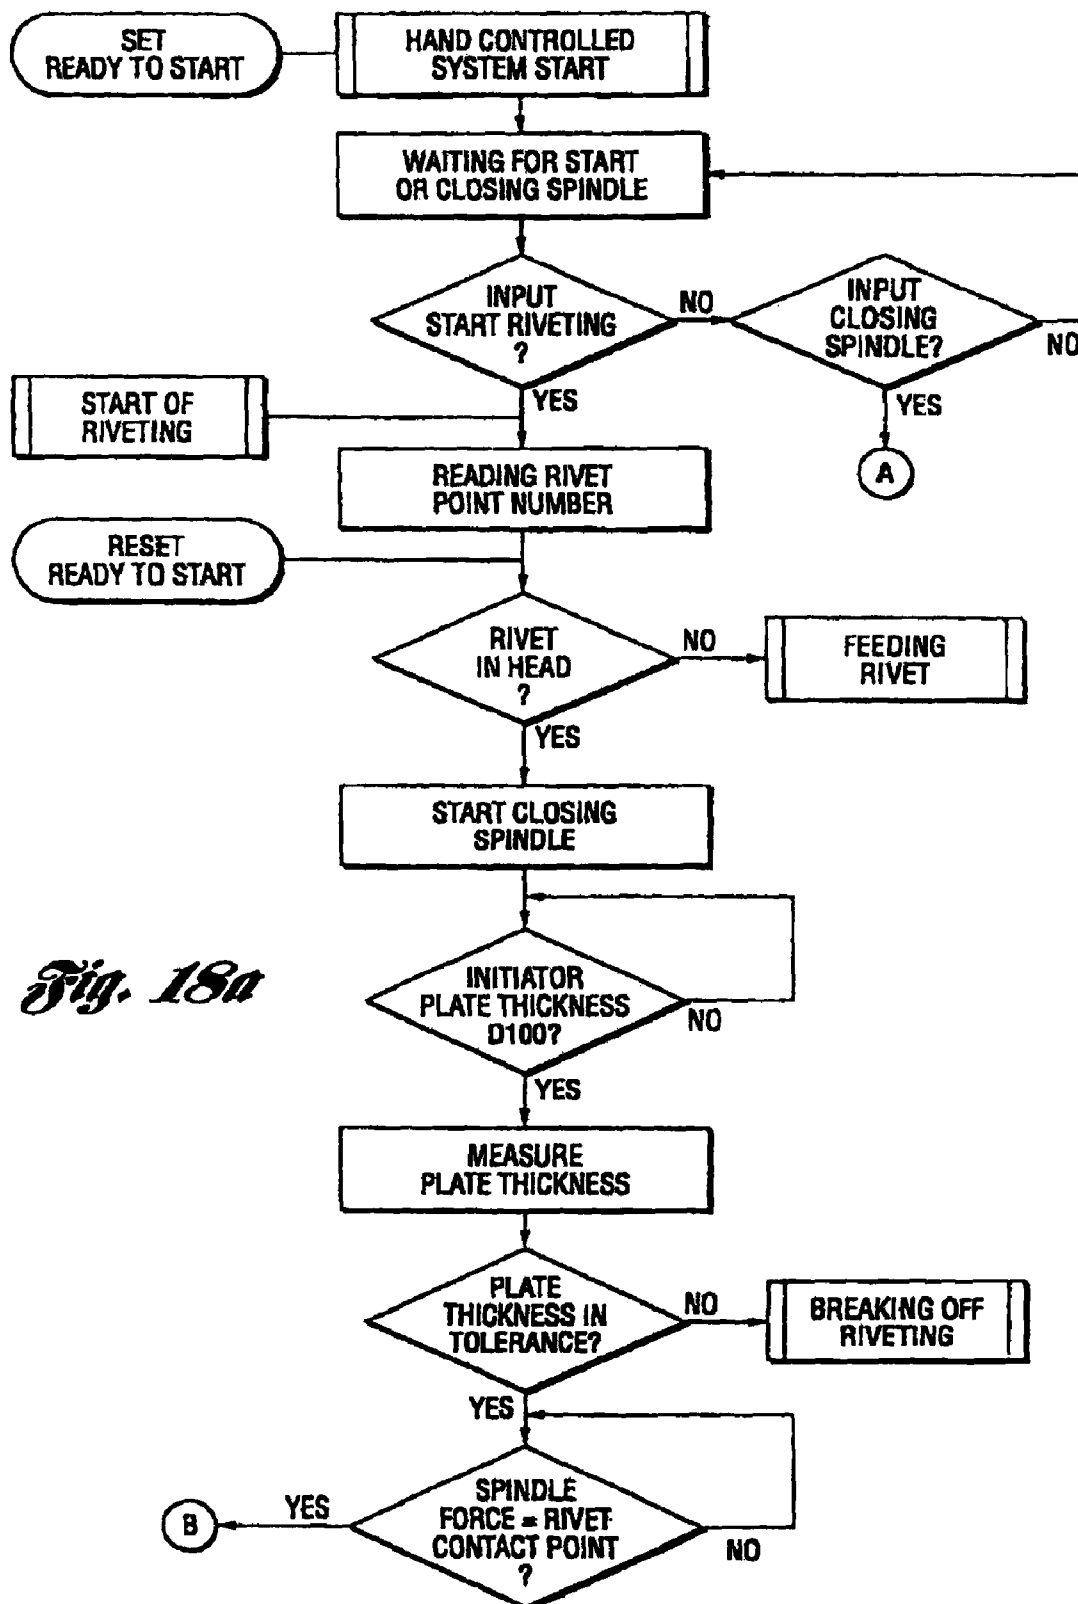 SET
READY TO START
HAND CONTROLLED
SYSTEM START
WAITING FOR START
OR CLOSING SPINDLE
INPUT
START RIVETING
?
NO
INPUT
CLOSING
SPINDLE?
NO
YES
YES
START OF
RIVETING
A
READING RIVET
POINT NUMBER
RESET
READY TO START
RIVET
IN HEAD
?
NO
FEEDING
RIVET
YES
START CLOSING
SPINDLE
Fig. 18a
INITIATOR
PLATE THICKNESS
D100?
NO
YES
MEASURE
PLATE THICKNESS
PLATE
THICKNESS IN
TOLERANCE?
NO
BREAKING OFF
RIVETING
YES
SPINDLE
FORCE = RIVET
CONTACT POINT
?
YES
B
NO